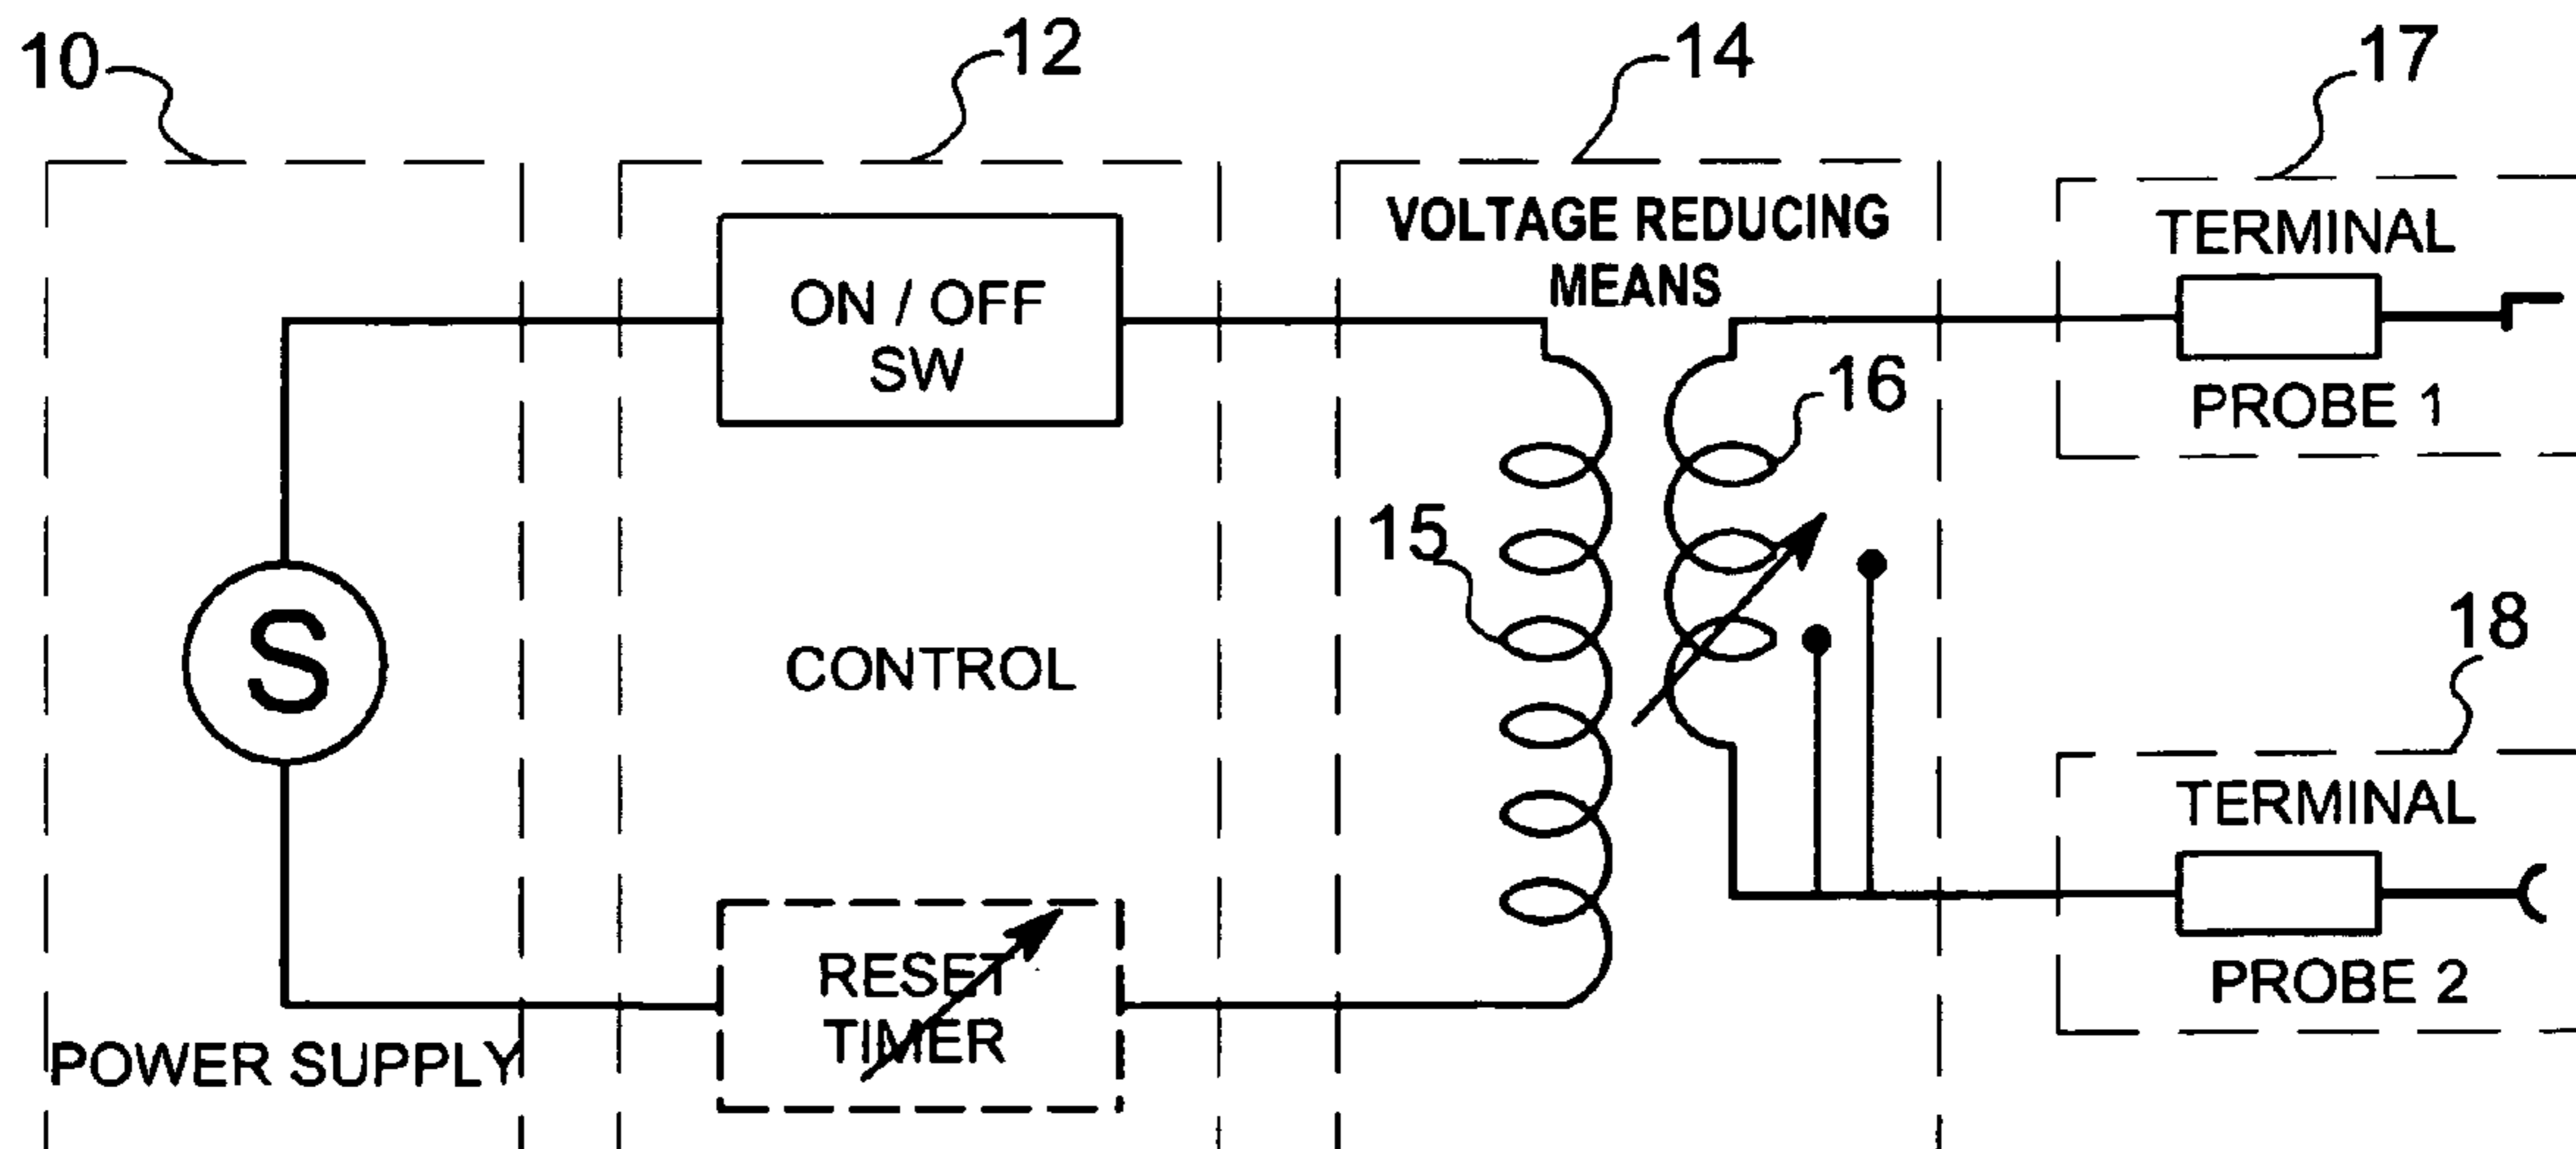 10
12
14
17
VOLTAGE REDUCING
MEANS
TERMINAL
PROBE 1
ON / OFF
SW
16
15
S
CONTROL
18
TERMINAL
PROBE 2
RESET
TIMER
POWER SUPPLY